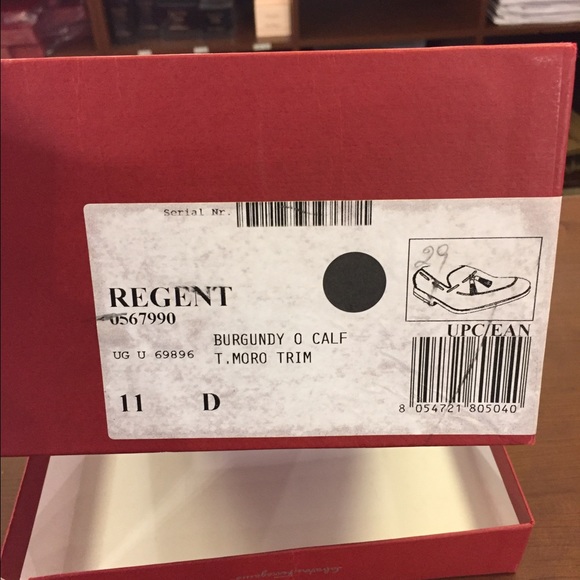 Serial Nr.
29
REGENT
0567990
UPC/EAN
BURGUNDY O CALF
UG U 69896
T.MORO TRIM
11 D
8 054721 805040